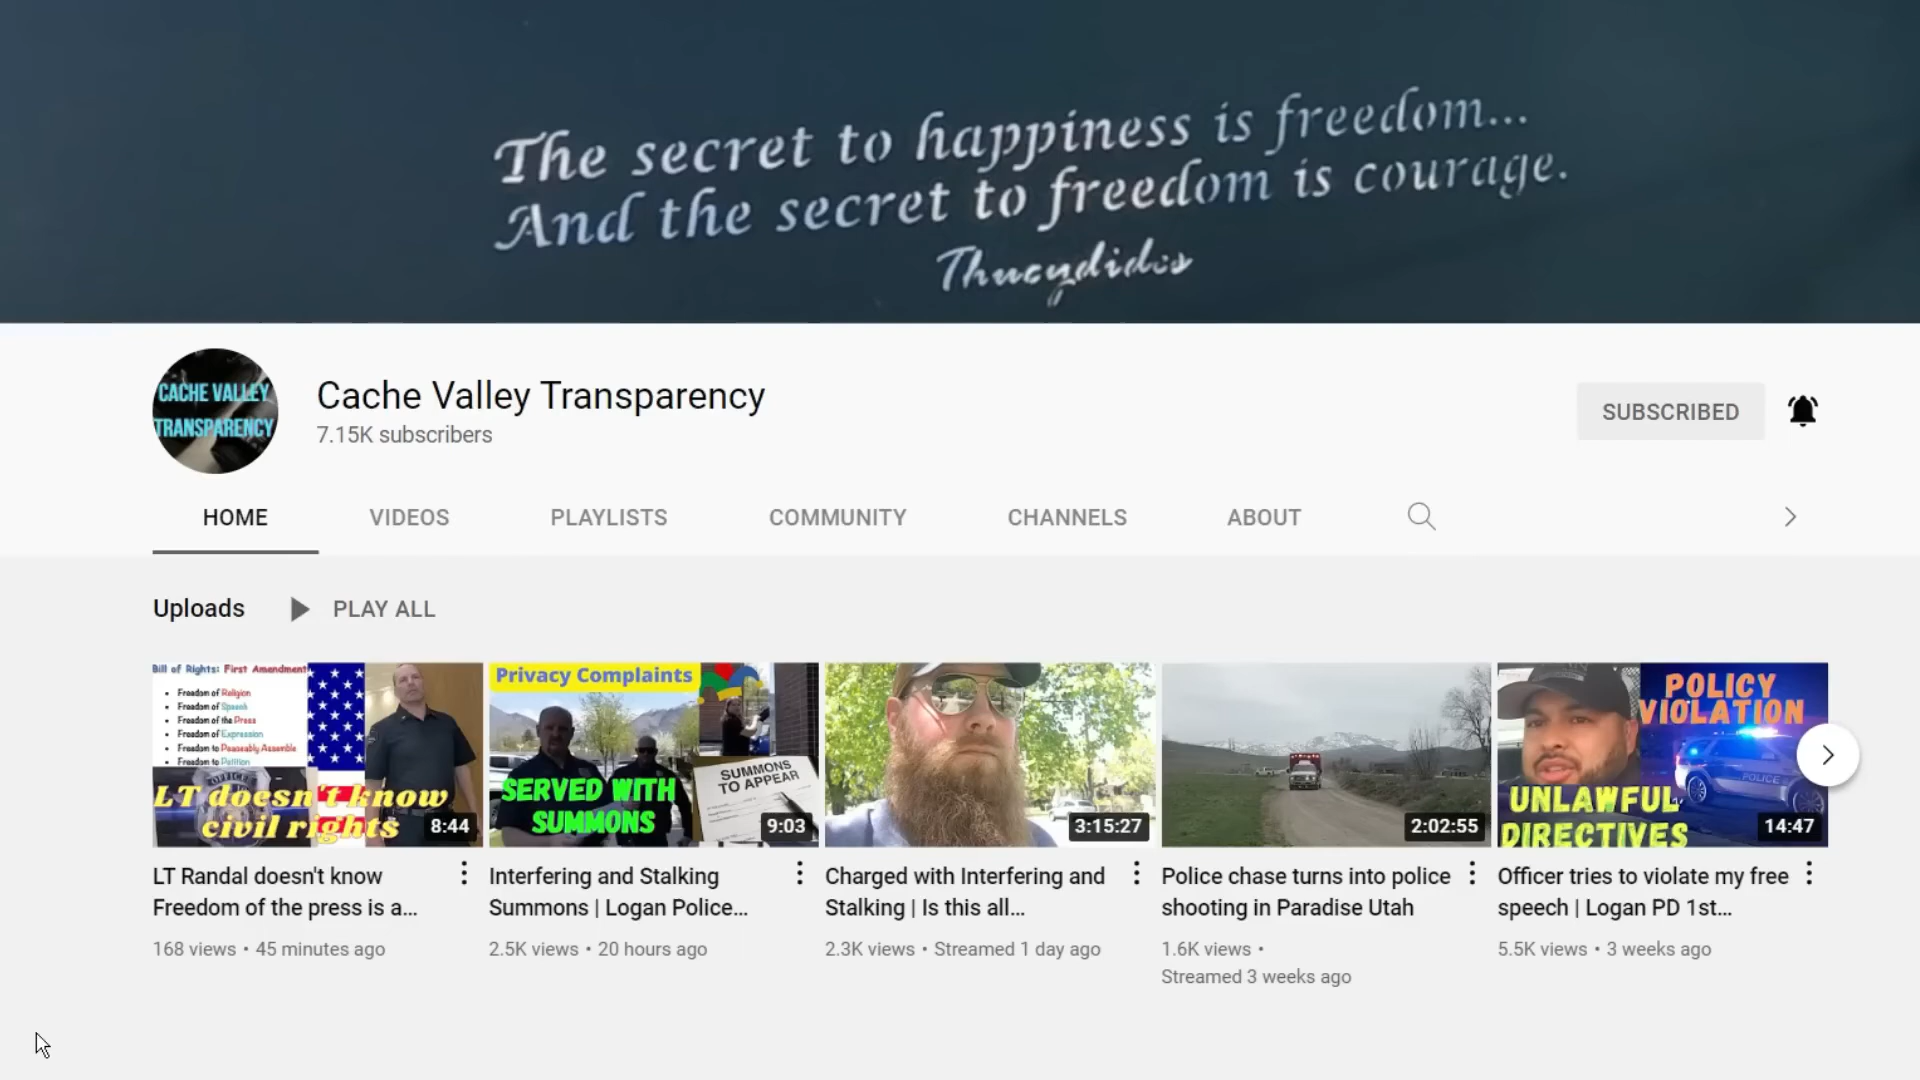 The secret to happiness is freedom...
And the secret to freedom is courage.
Thucydides
CACHE VALLEY
TRANSPARENCY
Cache Valley Transparency
7.15K subscribers
SUBSCRIBED
HOME
VIDEOS
PLAYLISTS
COMMUNITY
CHANNELS
ABOUT
Uploads
PLAY ALL
Bill of Rights: First Amendment
• Freedom of Religion
• Freedom of Speech
• Freedom of the Press
• Freedom of Expression
• Freedom to Peaceably Assemble
• Freedom to Petition
LT doesn't know
civil rights
8:44
Privacy Complaints
SERVED WITH
SUMMONS
SUMMONS
TO APPEAR
9:03
3:15:27
2:02:55
POLICY
VIOLATION
POLICE
UNLAWFUL
DIRECTIVES
14:47
LT Randal doesn't know
Freedom of the press is a...
168 views • 45 minutes ago
Interfering and Stalking
Summons | Logan Police...
2.5K views • 20 hours ago
Charged with Interfering and
Stalking | Is this all...
2.3K views • Streamed 1 day ago
Police chase turns into police
shooting in Paradise Utah
1.6K views •
Streamed 3 weeks ago
Officer tries to violate my free
speech | Logan PD 1st...
5.5K views • 3 weeks ago